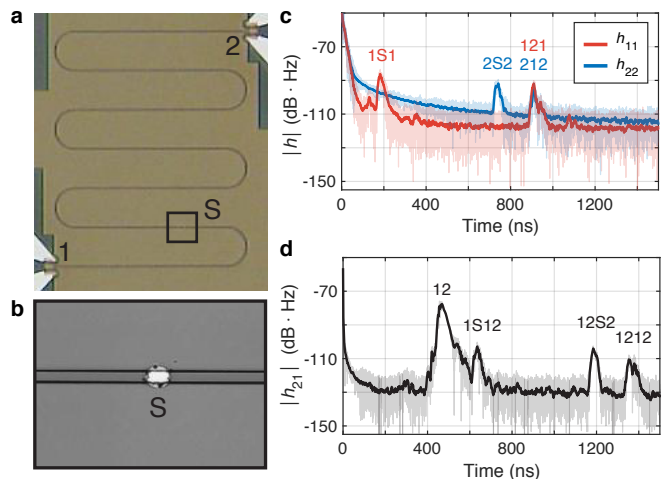 a
2
S
1
b
S
c
-70
-110
-150
|h| (dB · Hz)
1S1
2S2
121
212
h11
h22
0
400
800
1200
Time (ns)
d
-70
-110
-150
|h21| (dB · Hz)
12
1S12
12S2
1212
0
400
800
1200
Time (ns)